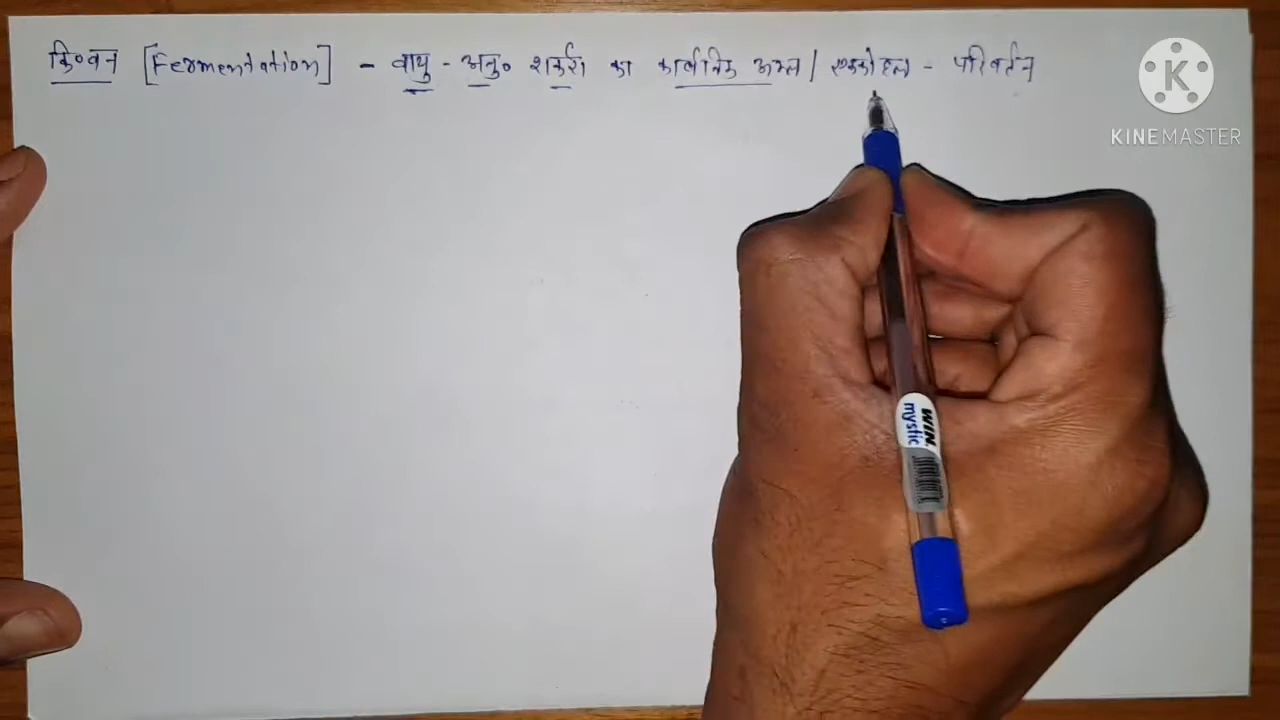 किण्वन [Fermentation] - वायु - अनु० शर्करा का कार्बनिक अम्ल / एल्कोहल - परिवर्तन
K
KINEMASTER
WIN
mystic